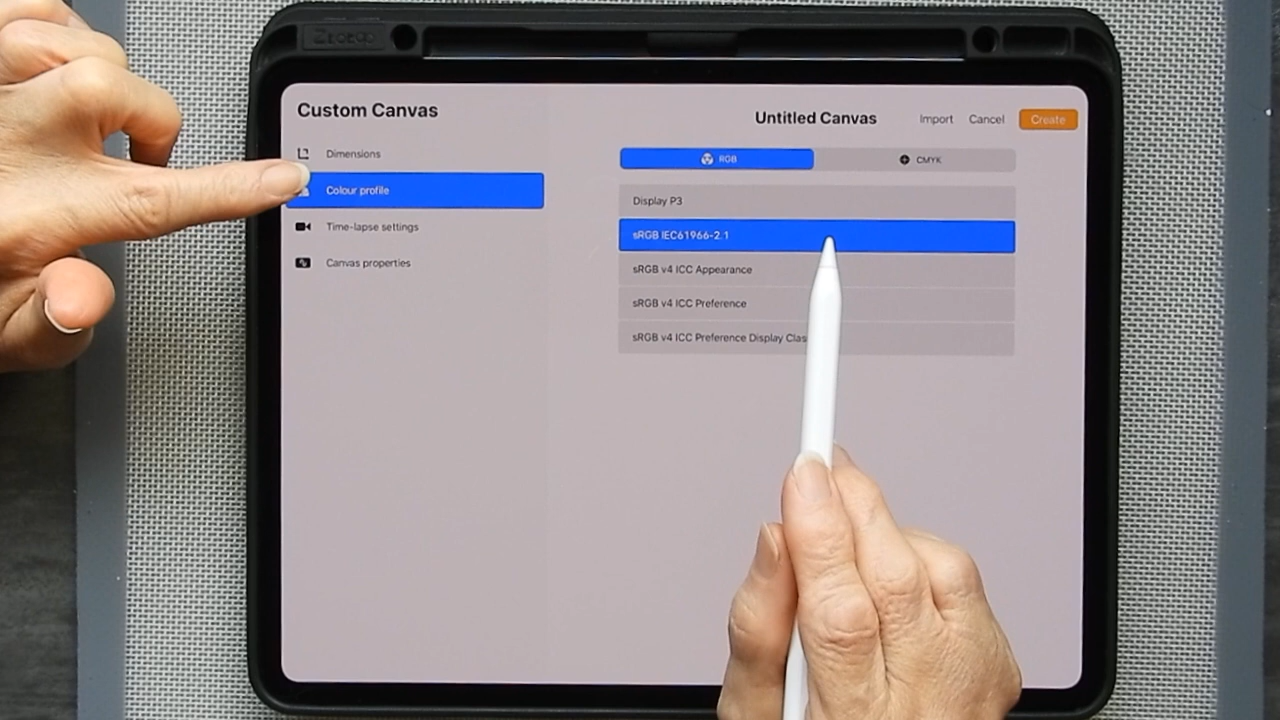 Custom Canvas
Untitled Canvas
Import
Cancel
Create
Dimensions
Colour profile
Time-lapse settings
Canvas properties
RGB
CMYK
Display P3
sRGB IEC61966-2.1
sRGB v4 ICC Appearance
sRGB v4 ICC Preference
sRGB v4 ICC Preference Display Clas